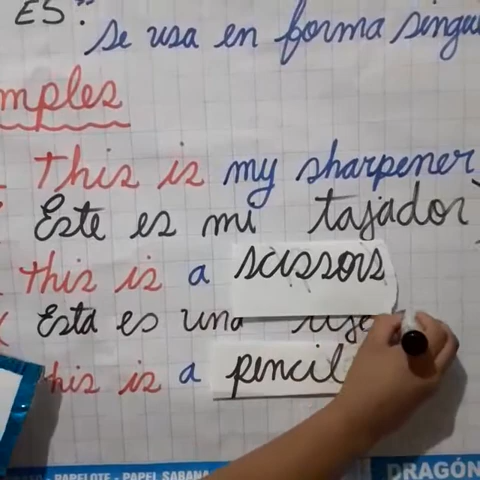 ES:
se usa en forma
mples
This is my sharpener
Este es mi tajador
This is a scissors
Esta es una
his is a pencil
PAPELOTE - PAPEL SABANA
DRAGÓN